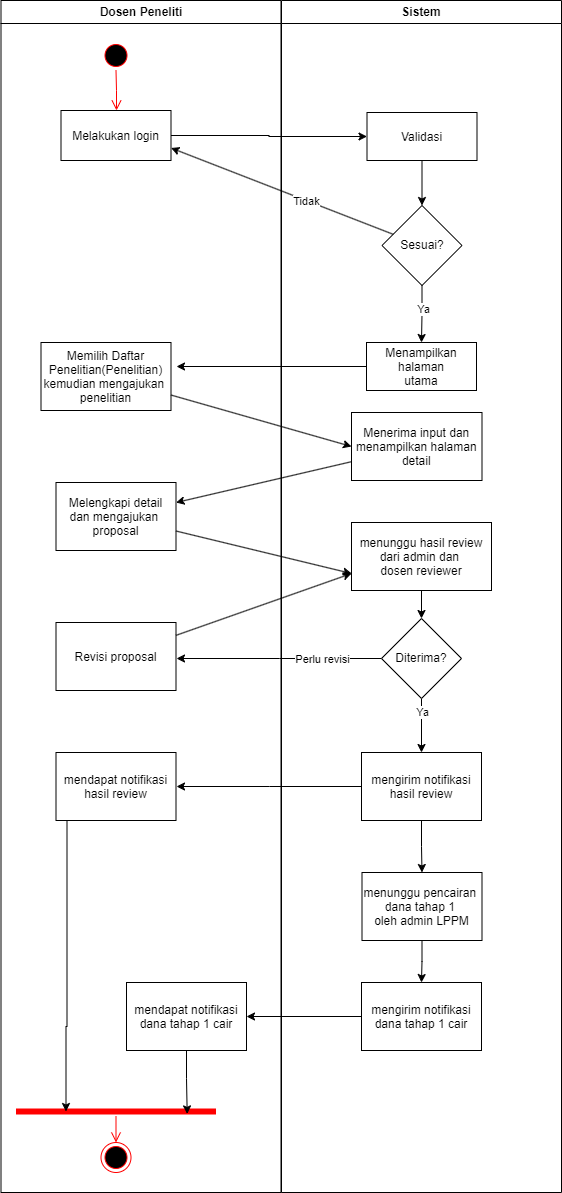 Dosen Peneliti
Sistem
Melakukan login
Validasi
Tidak
Sesuai?
Ya
Menampilkan
halaman
utama
Memilih Daftar
Penelitian(Penelitian)
kemudian mengajukan
penelitian
Menerima input dan
menampilkan halaman
detail
Melengkapi detail
dan mengajukan
proposal
menunggu hasil review
dari admin dan
dosen reviewer
Revisi proposal
Perlu revisi
Diterima?
Ya
mendapat notifikasi
hasil review
mengirim notifikasi
hasil review
menunggu pencairan
dana tahap 1
oleh admin LPPM
mendapat notifikasi
dana tahap 1 cair
mengirim notifikasi
dana tahap 1 cair